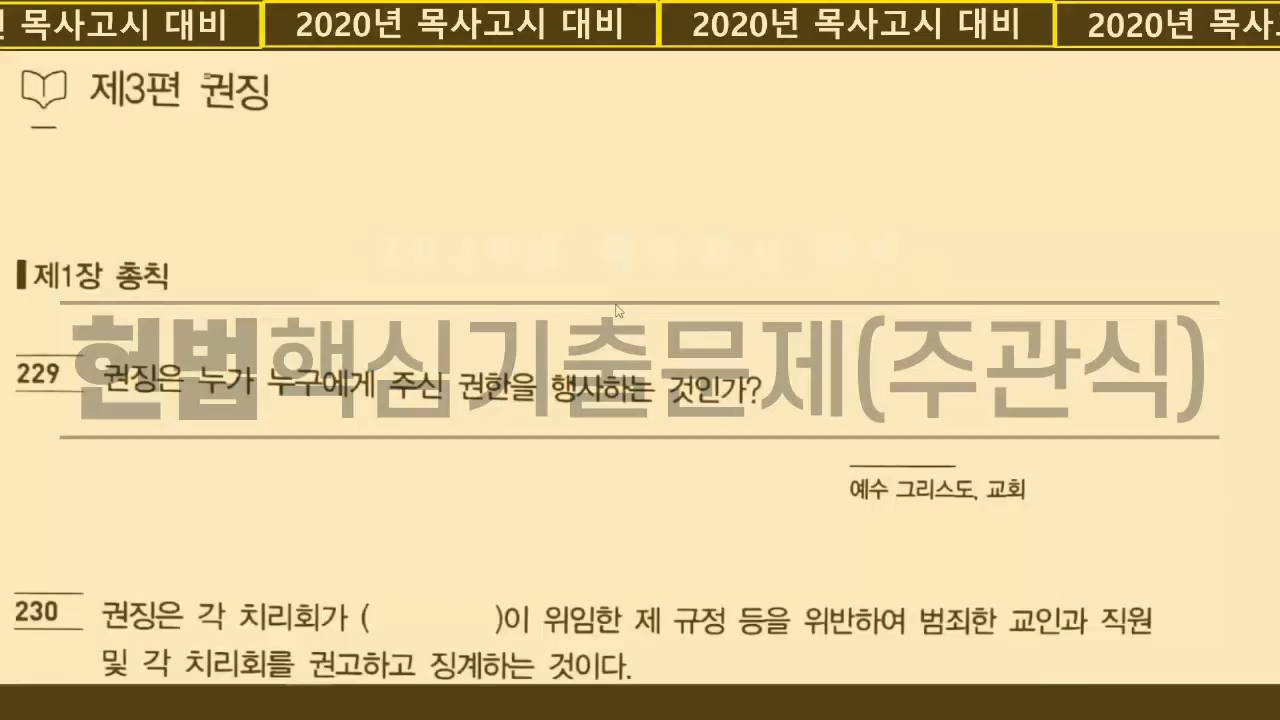 목사고시 대비 2020년 목사고시 대비 2020년 목사고시 대비 2020년 목사
제3편 권징
제1장 총칙
헌법핵심기출문제(주관식)
229 권징은 누가 누구에게 주신 권한을 행사하는 것인가?
예수 그리스도, 교회
230 권징은 각 치리회가 ( )이 위임한 제 규정 등을 위반하여 범죄한 교인과 직원
및 각 치리회를 권고하고 징계하는 것이다.